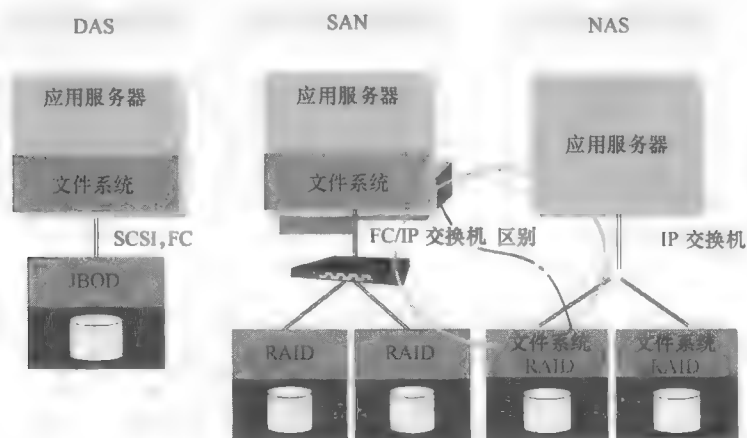 DAS
SAN
NAS
应用服务器
应用服务器
应用服务器
文件系统
文件系统
SCSI,FC
FC/IP 交换机 区别
IP 交换机
JBOD
RAID
RAID
文件系统
RAID
文件系统
RAID